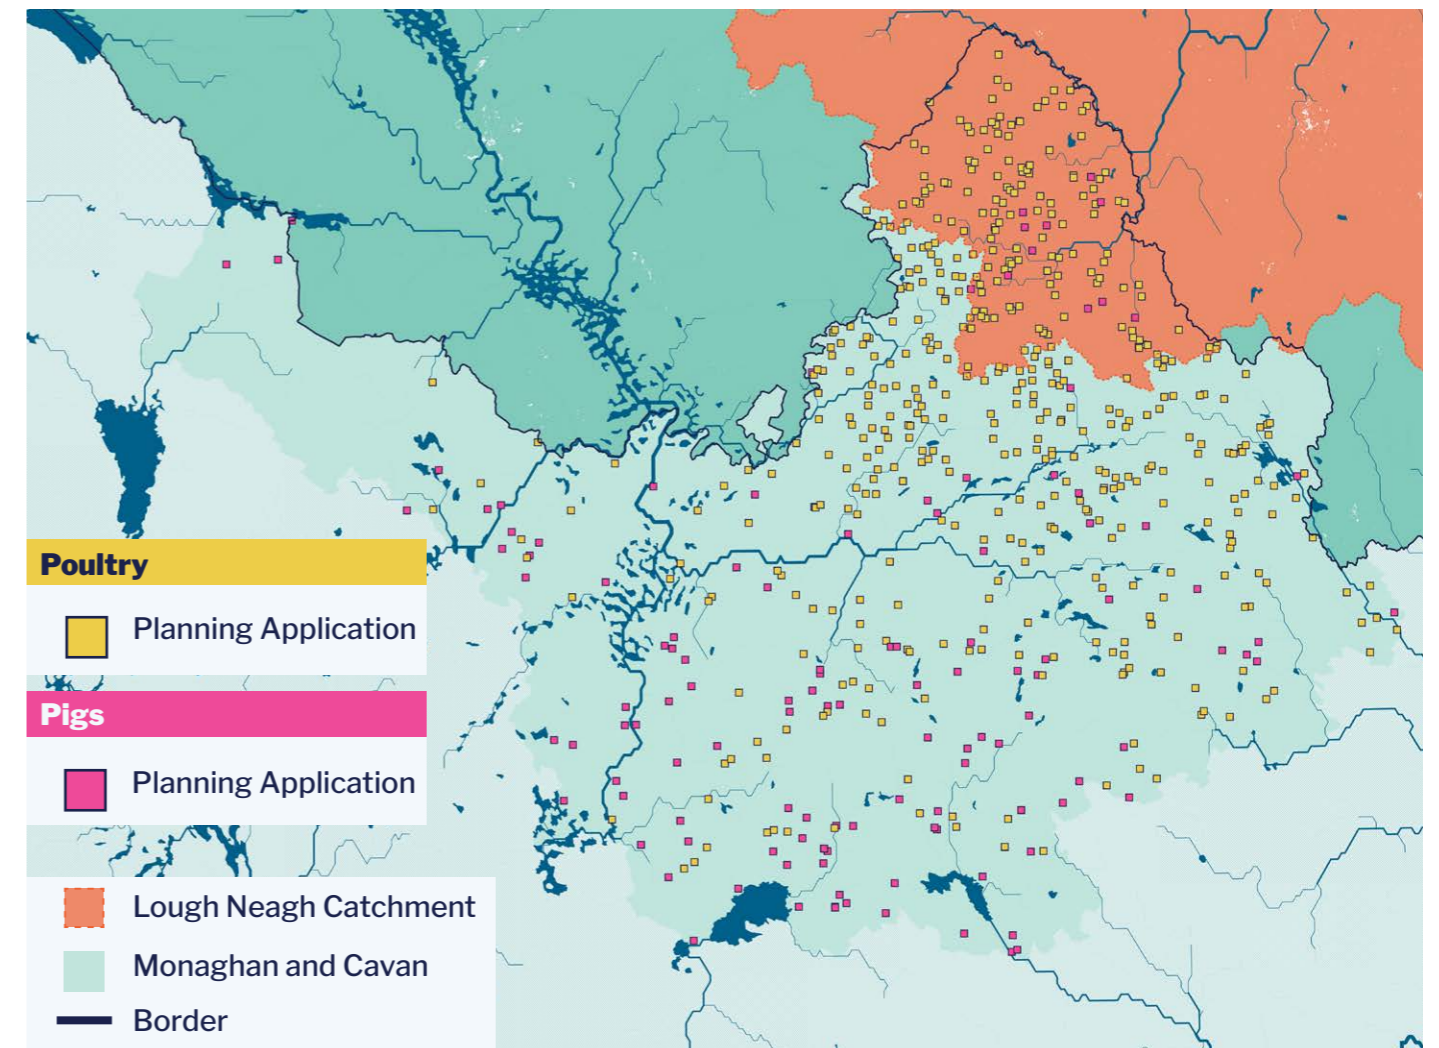 Poultry
Planning Application
Pigs
Planning Application
Lough Neagh Catchment
Monaghan and Cavan
Border